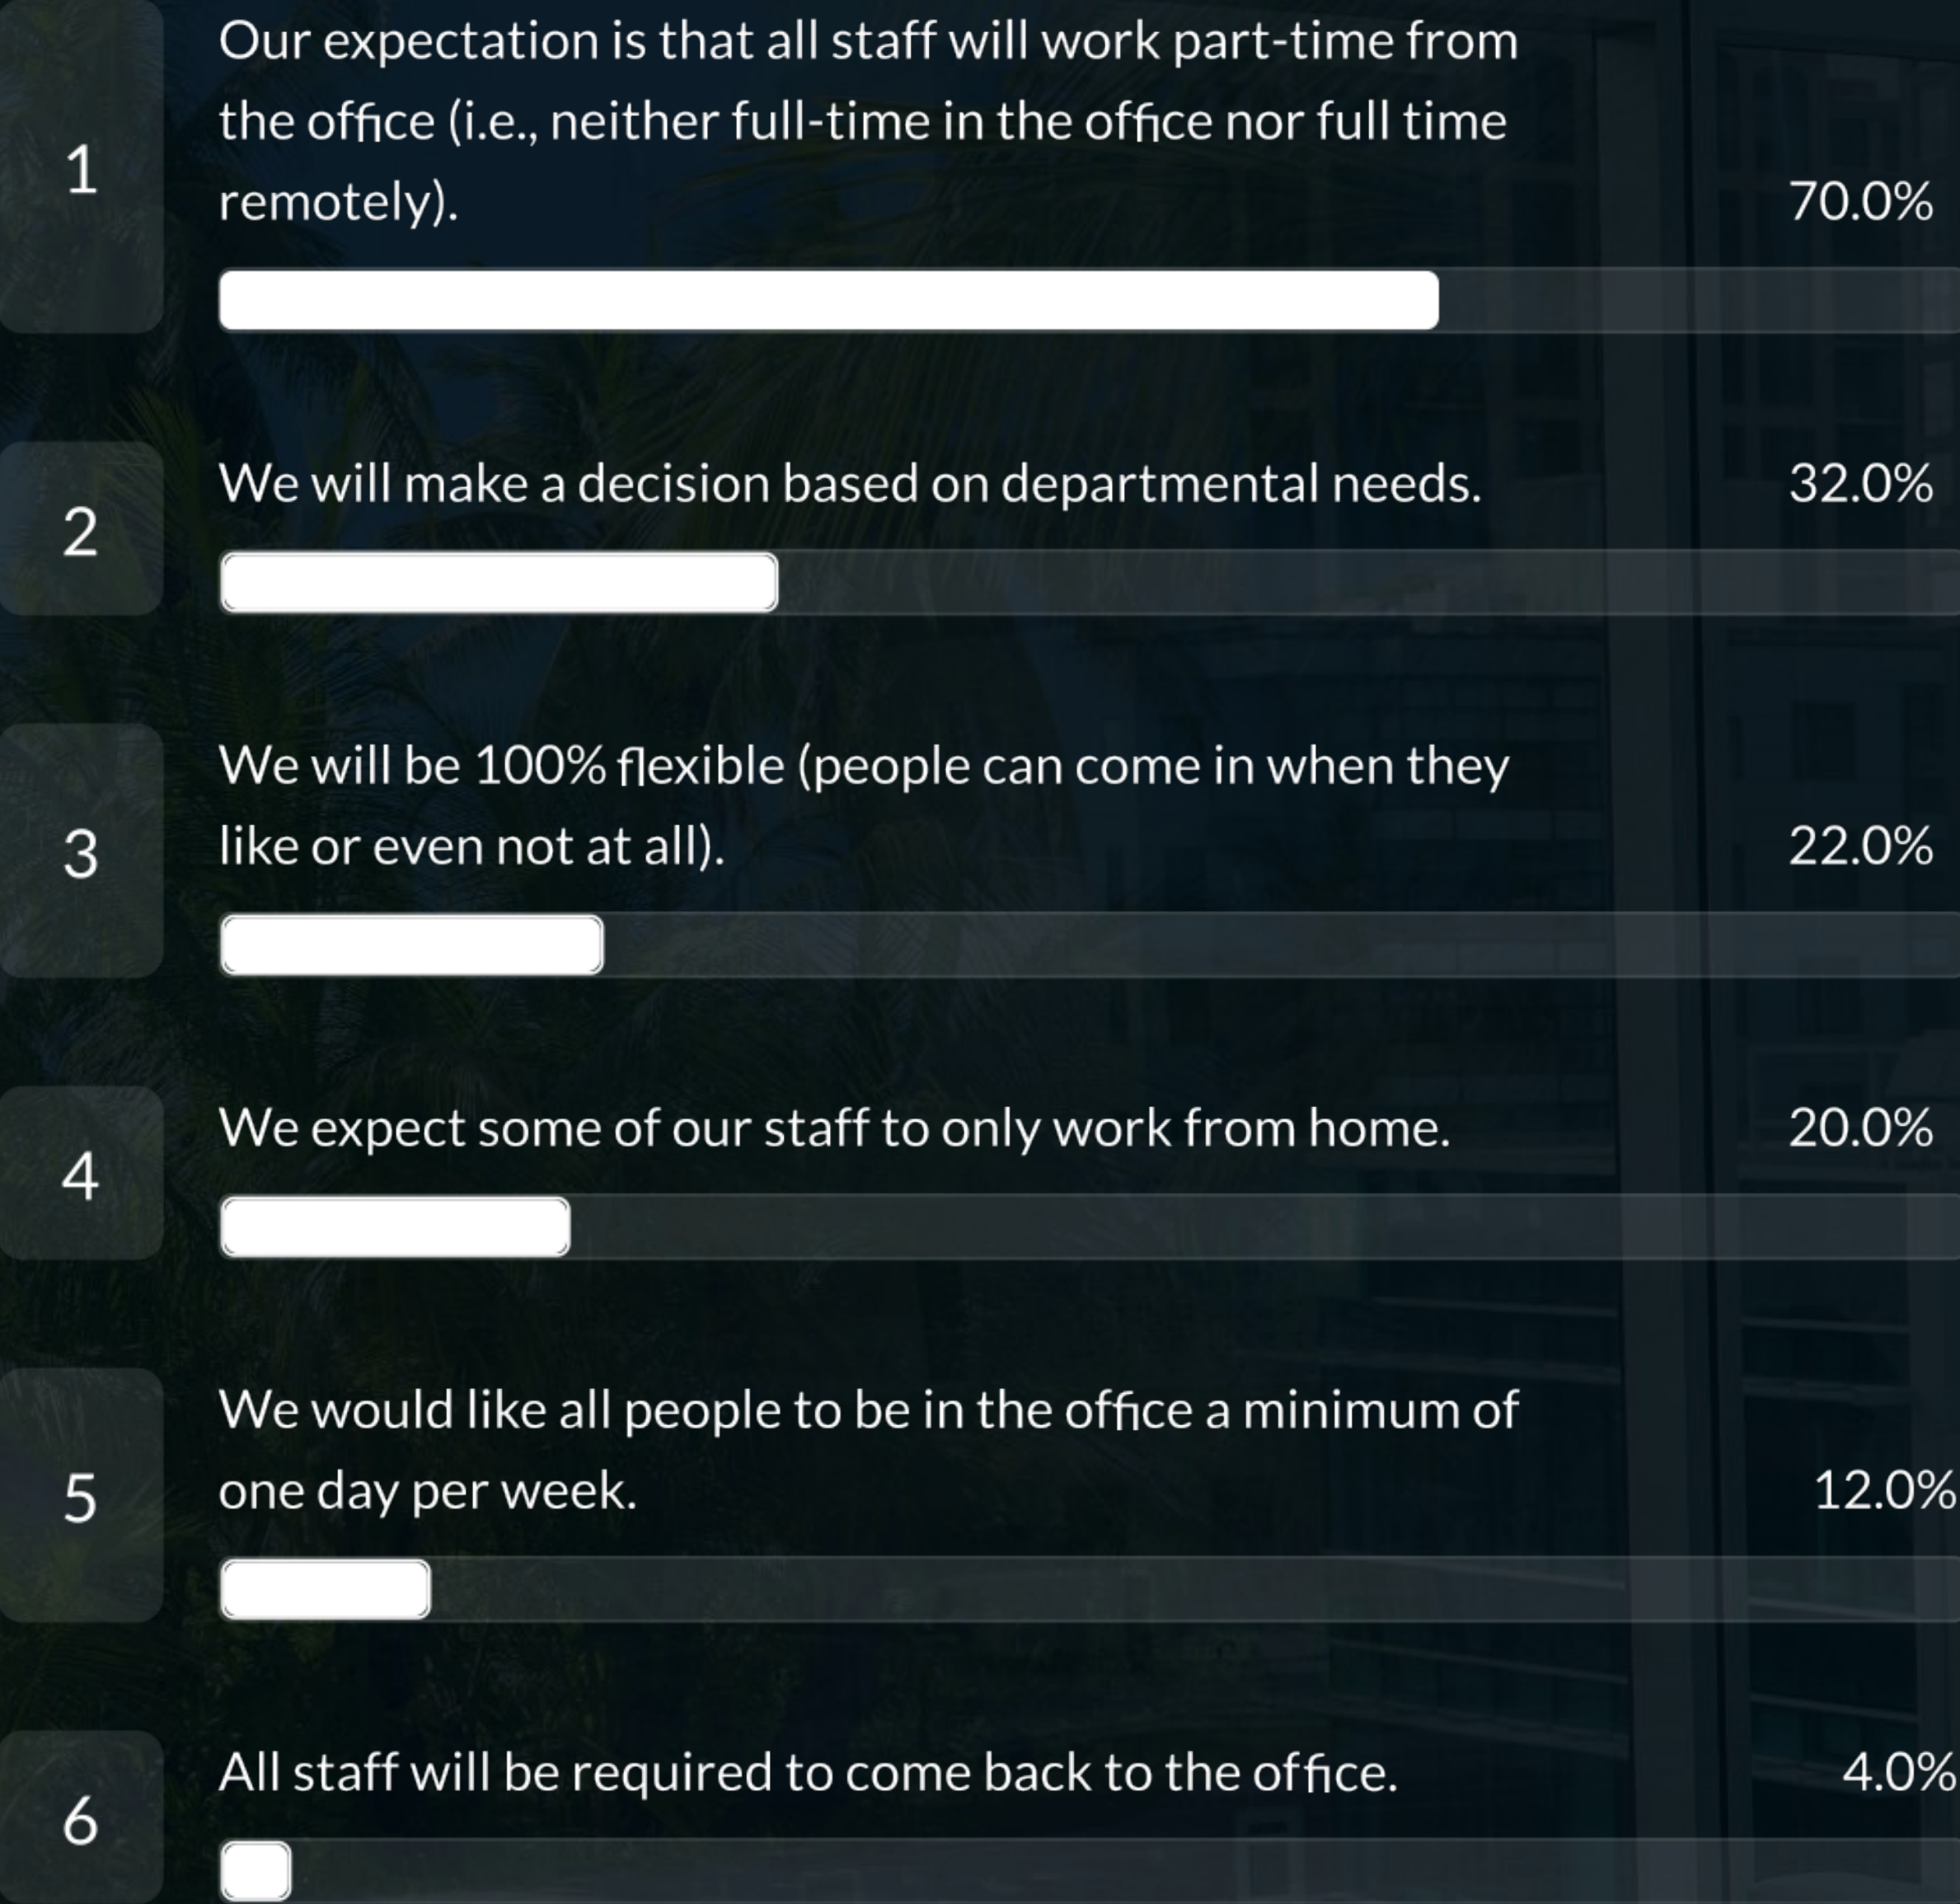 1
Our expectation is that all staff will work part-time from
the office (i.e., neither full-time in the office nor full time
remotely).
70.0%
2
We will make a decision based on departmental needs.
32.0%
3
We will be 100% flexible (people can come in when they
like or even not at all).
22.0%
4
We expect some of our staff to only work from home.
20.0%
5
We would like all people to be in the office a minimum of
one day per week.
12.0%
6
All staff will be required to come back to the office.
4.0%